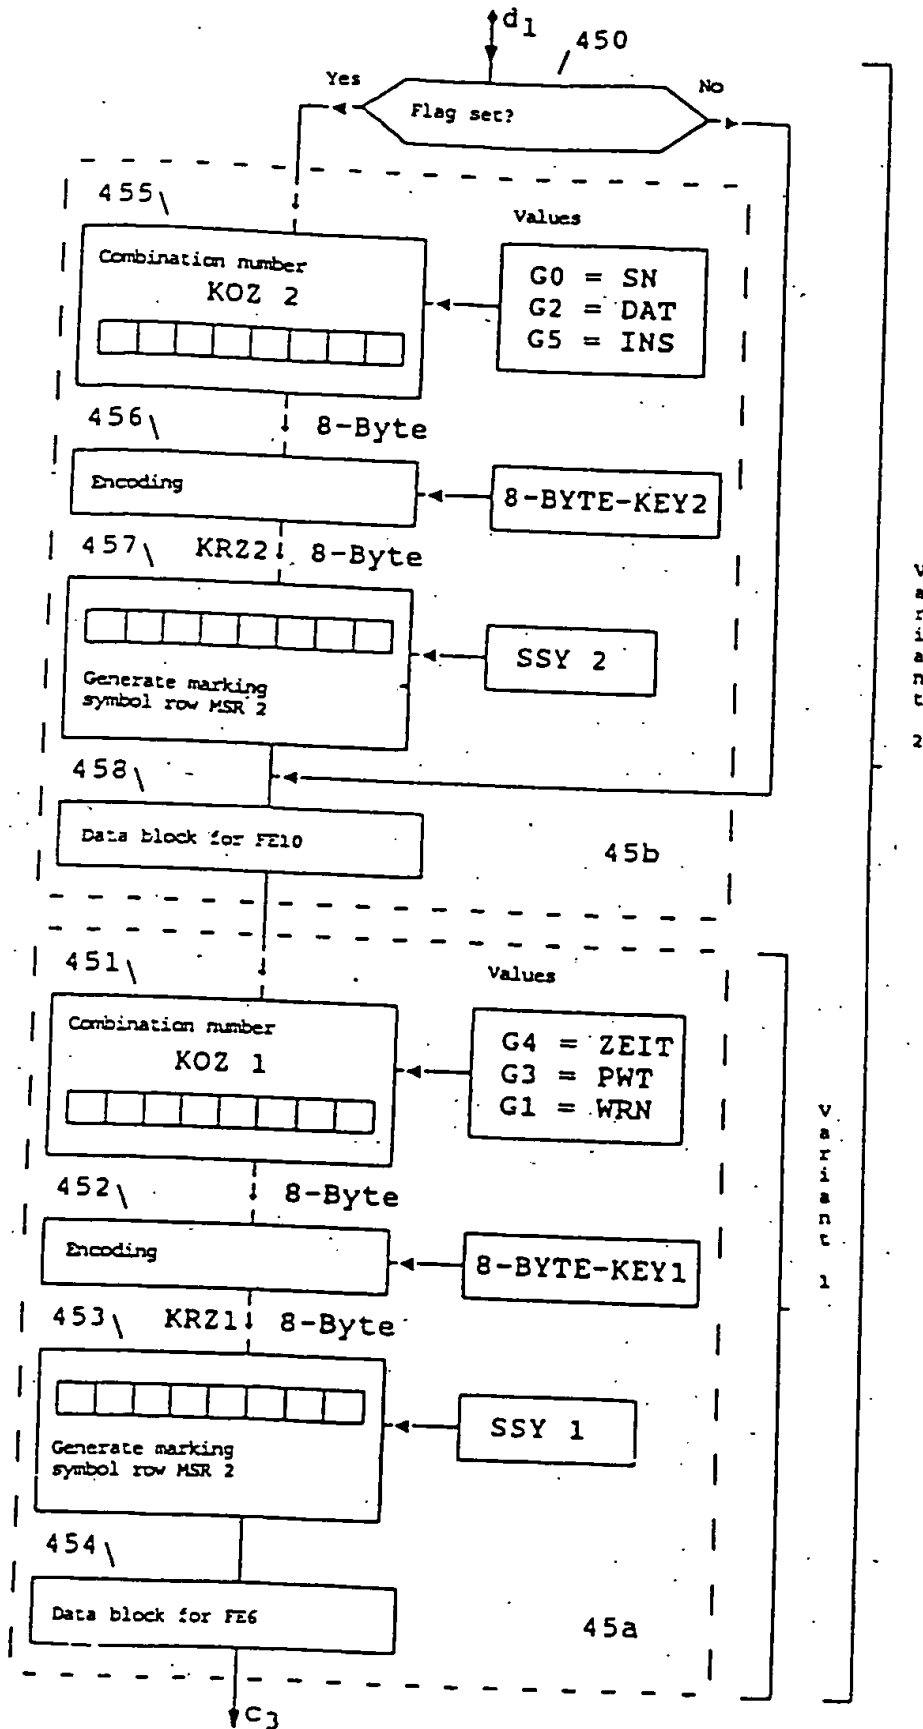 d1
450
Yes
No
Flag set?
455
Values
Combination number
KOZ 2
G0 = SN
G2 = DAT
G5 = INS
456
8-Byte
Encoding
8-BYTE-KEY2
457
KRZ2
8-Byte
SSY 2
Generate marking
symbol row MSR 2
458
Data block for FE10
45b
Variant 2
451
Values
Combination number
KOZ 1
G4 = ZEIT
G3 = PWT
G1 = WRN
452
8-Byte
Encoding
8-BYTE-KEY1
453
KRZ1
8-Byte
SSY 1
Generate marking
symbol row MSR 2
454
Data block for FE6
45a
Variant 1
c3